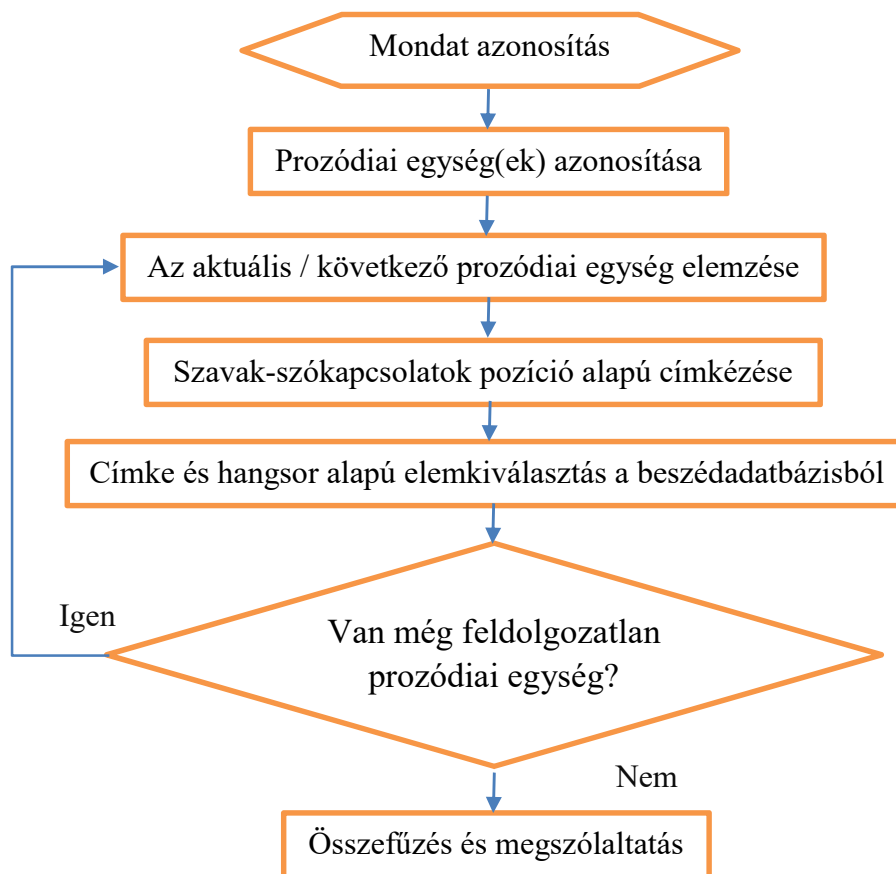 Mondat azonosítás
Prozódiai egység(ek) azonosítása
Az aktuális / következő prozódiai egység elemzése
Szavak-szókapcsolatok pozíció alapú címkézése
Címke és hangsor alapú elemkiválasztás a beszédadatbázisból
Igen
Van még feldolgozatlan
prozódiai egység?
Nem
Összefűzés és megszólaltatás